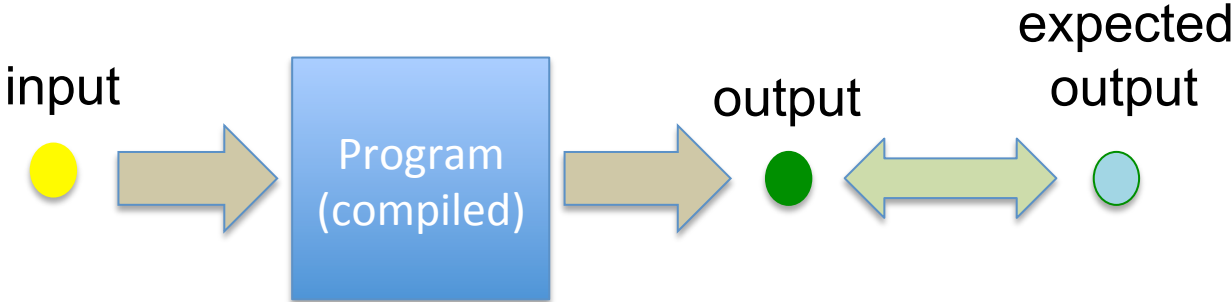 input
Program
(compiled)
output
expected
output